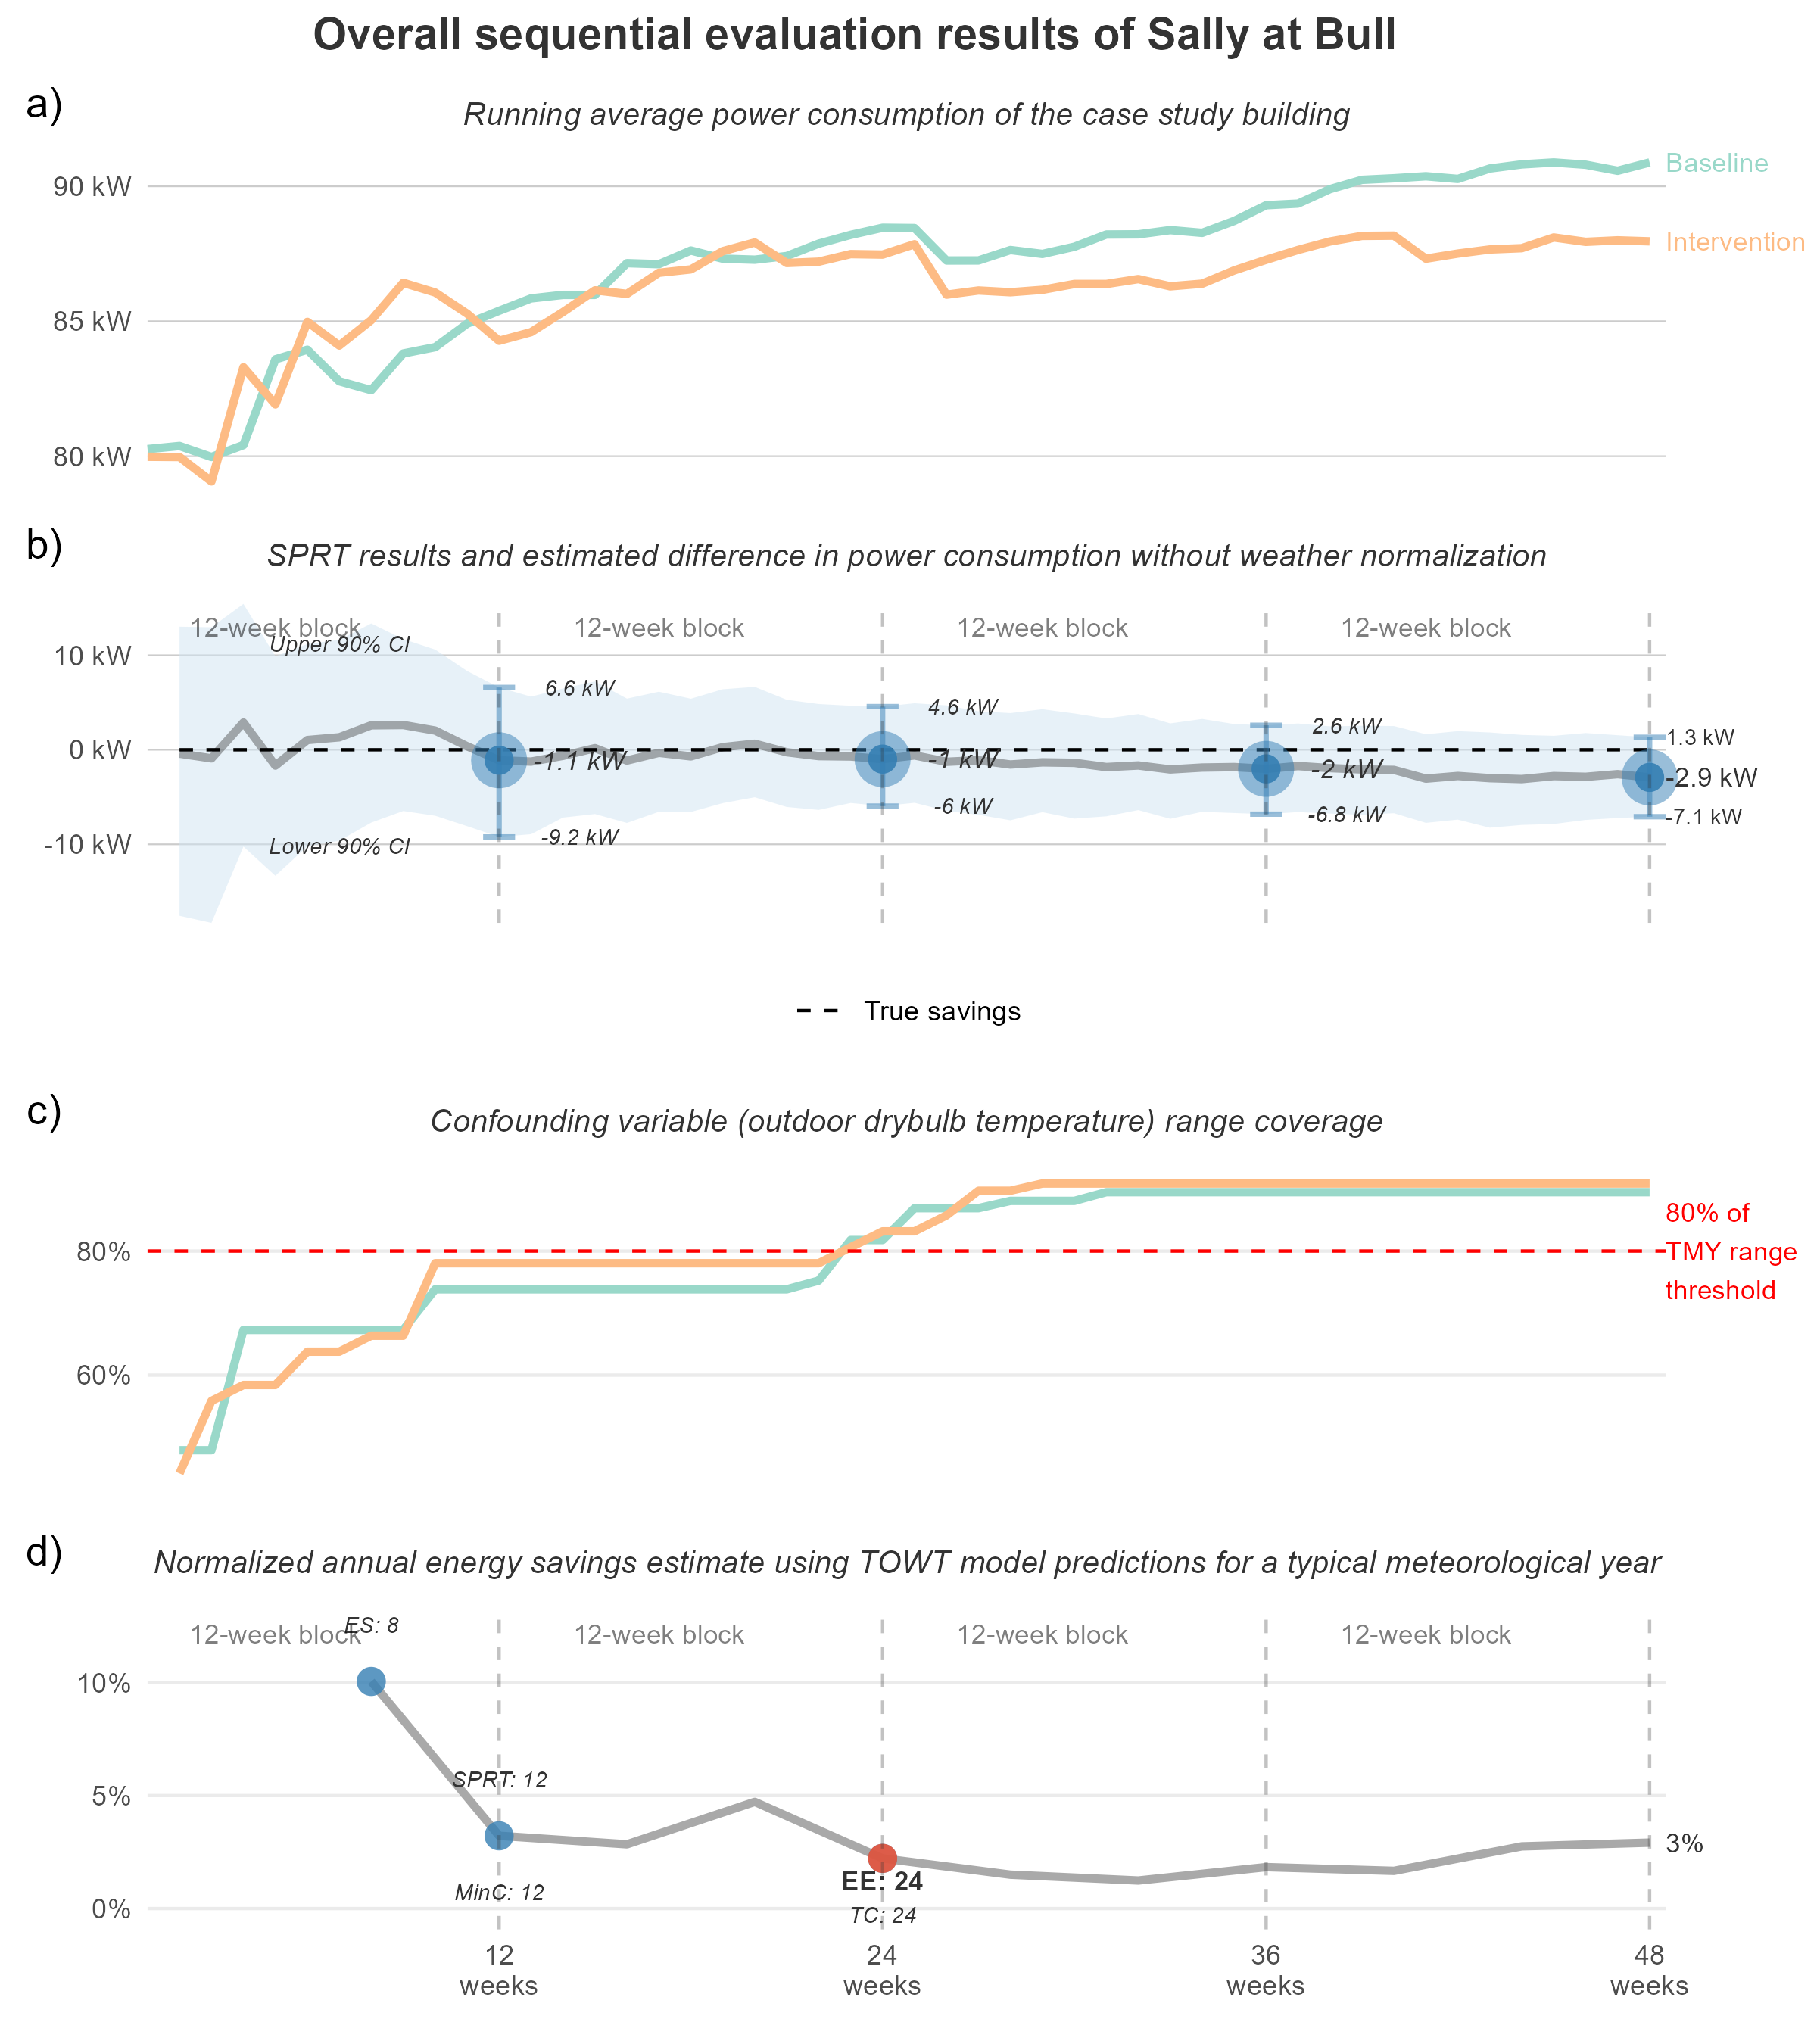 Overall sequential evaluation results of Sally at Bull
a)
Running average power consumption of the case study building
90 kW
85 kW
80 kW
Baseline
Intervention
b)
SPRT results and estimated difference in power consumption without weather normalization
12-week block
12-week block
12-week block
12-week block
Upper 90% CI
Lower 90% CI
10 kW
0 kW
-10 kW
6.6 kW
-1.1 kW
-9.2 kW
4.6 kW
-1 kW
-6 kW
2.6 kW
-2 kW
-6.8 kW
1.3 kW
-2.9 kW
-7.1 kW
True savings
c)
Confounding variable (outdoor drybulb temperature) range coverage
80%
60%
80% of
TMY range
threshold
d)
Normalized annual energy savings estimate using TOWT model predictions for a typical meteorological year
12-week block
12-week block
12-week block
12-week block
ES: 8
10%
5%
0%
SPRT: 12
MinC: 12
EE: 24
TC: 24
3%
12
weeks
24
weeks
36
weeks
48
weeks